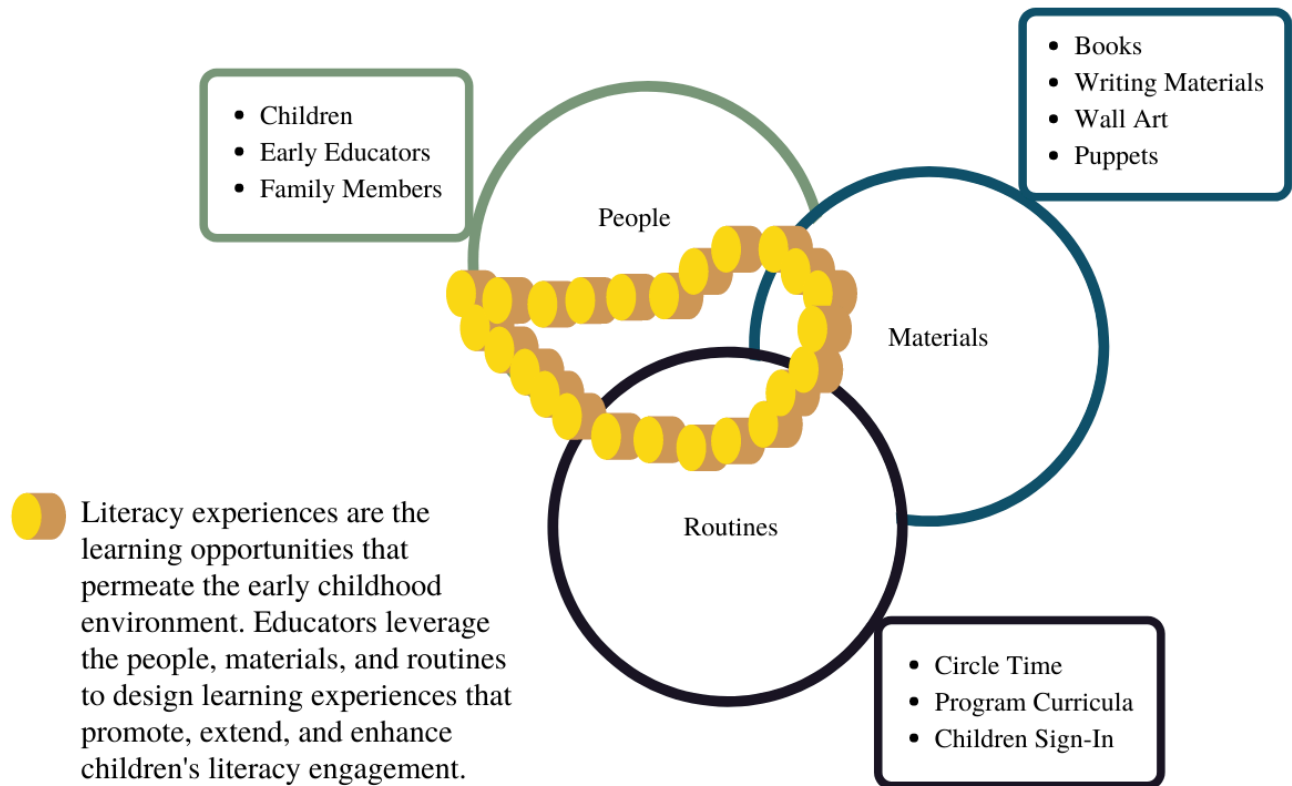 Children
Early Educators
Family Members
Books
Writing Materials
Wall Art
Puppets
People
Materials
Routines
Literacy experiences are the
learning opportunities that
permeate the early childhood
environment. Educators leverage
the people, materials, and routines
to design learning experiences that
promote, extend, and enhance
children's literacy engagement.
Circle Time
Program Curricula
Children Sign-In